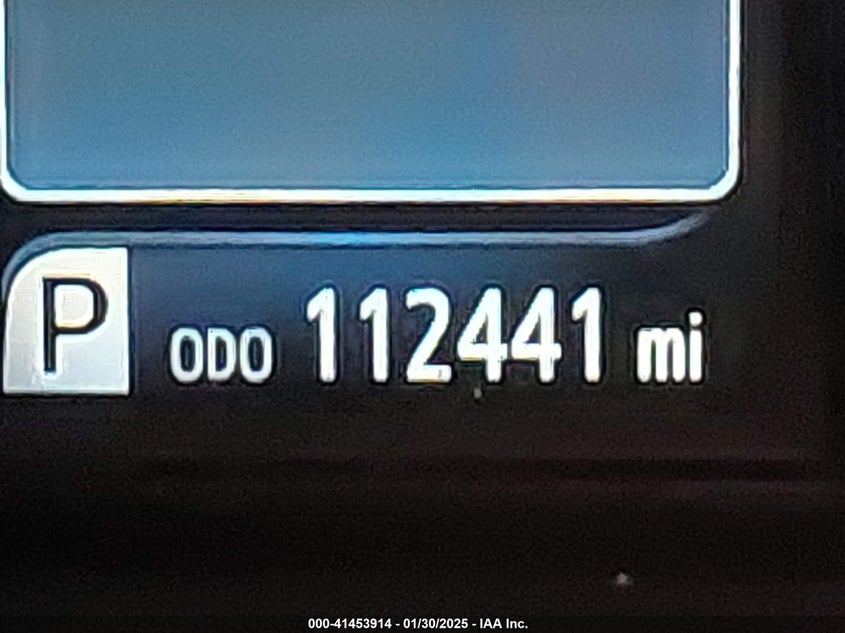 P ODO 112441 mi
000-41453914 - 01/30/2025 - IAA Inc.